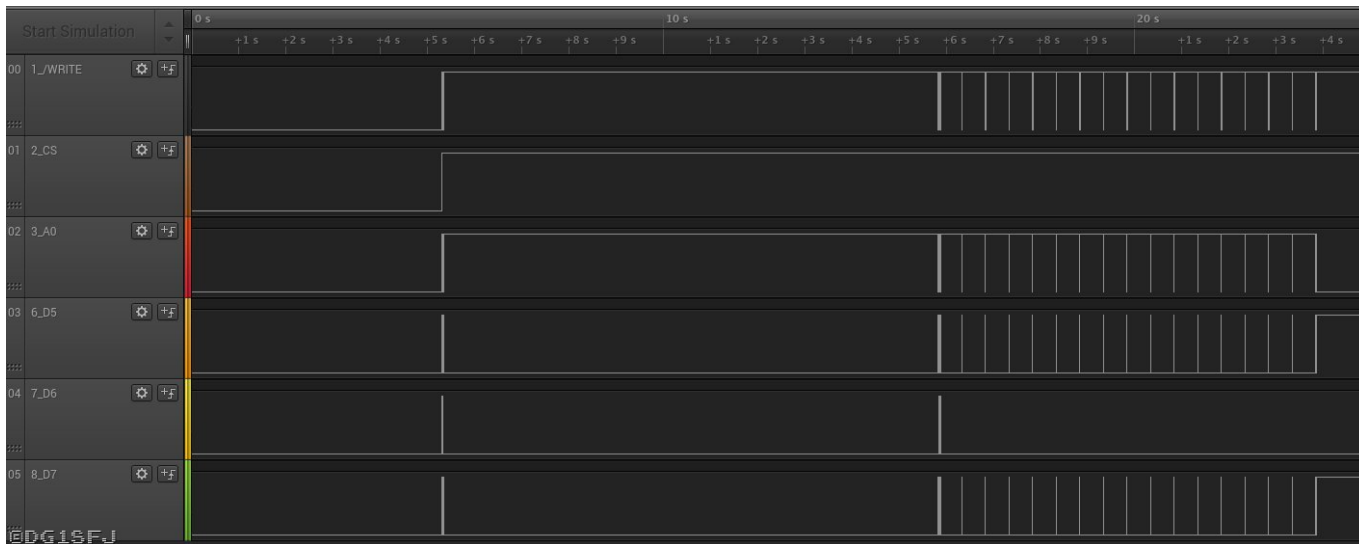 Start Simulation
0 s 10 s 20 s
+1 s +2 s +3 s +4 s +5 s +6 s +7 s +8 s +9 s +1 s +2 s +3 s +4 s +5 s +6 s +7 s +8 s +9 s +1 s +2 s +3 s +4 s
00 1_/WRITE
01 2_CS
02 3_A0
03 6_D5
04 7_D6
05 8_D7
©DG1SFJ